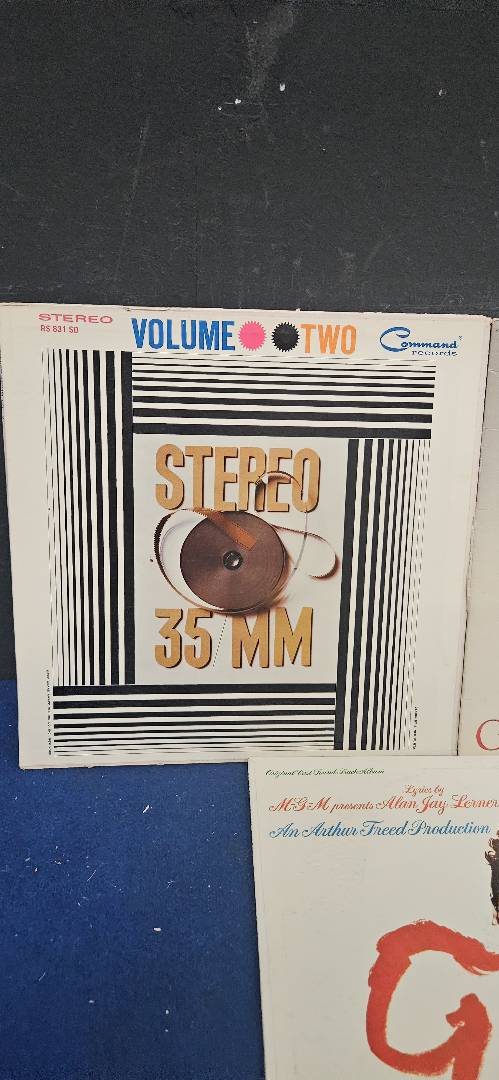 STEREO
RS 831 SD
VOLUME TWO
Command
records
STEREO
35/MM
C
Original Cast Sound Track Album
Lyrics by
M-G-M presents Alan Jay Lerner
An Arthur Freed Production
G